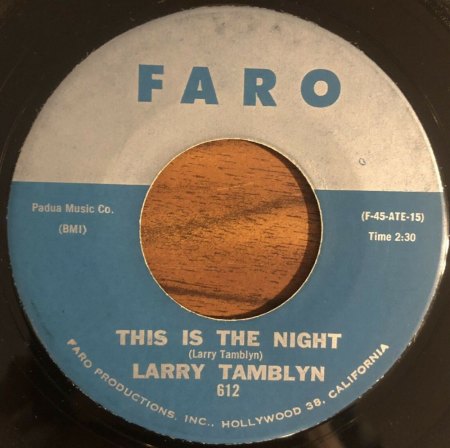 FARO
Padua Music Co.
(BMI)
(F-45-ATE-15)
Time 2:30
THIS IS THE NIGHT
(Larry Tamblyn)
LARRY TAMBLYN
612
FARO PRODUCTIONS, INC., HOLLYWOOD 38, CALIFORNIA